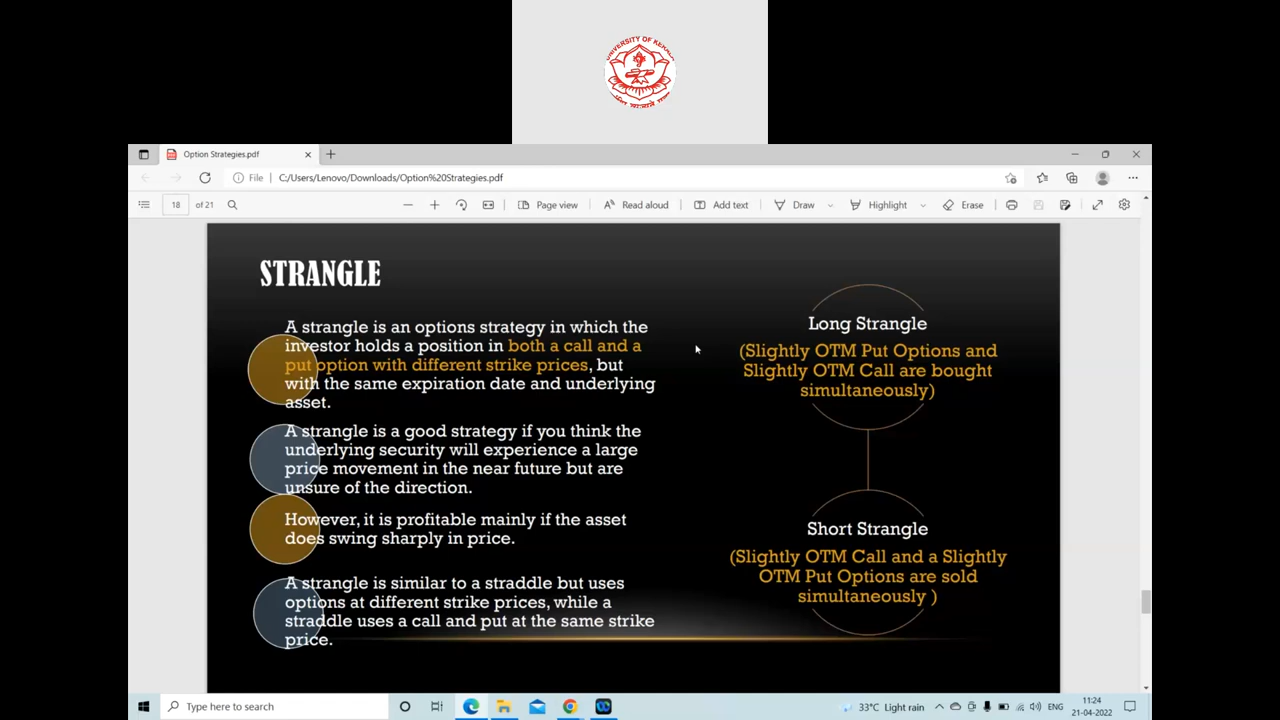 UNIVERSITY OF KERALA
Option Strategies.pdf
File
C:/Users/Lenovo/Downloads/Option%20Strategies.pdf
18 of 21
Page view
Read aloud
Add text
Draw
Highlight
Erase
STRANGLE
A strangle is an options strategy in which the
investor holds a position in both a call and a
put option with different strike prices, but
with the same expiration date and underlying
asset.
A strangle is a good strategy if you think the
underlying security will experience a large
price movement in the near future but are
unsure of the direction.
However, it is profitable mainly if the asset
does swing sharply in price.
A strangle is similar to a straddle but uses
options at different strike prices, while a
straddle uses a call and put at the same strike
price.
Long Strangle
(Slightly OTM Put Options and
Slightly OTM Call are bought
simultaneously)
Short Strangle
(Slightly OTM Call and a Slightly
OTM Put Options are sold
simultaneously )
Type here to search
33°C Light rain
ENG
11:24
21-04-2022